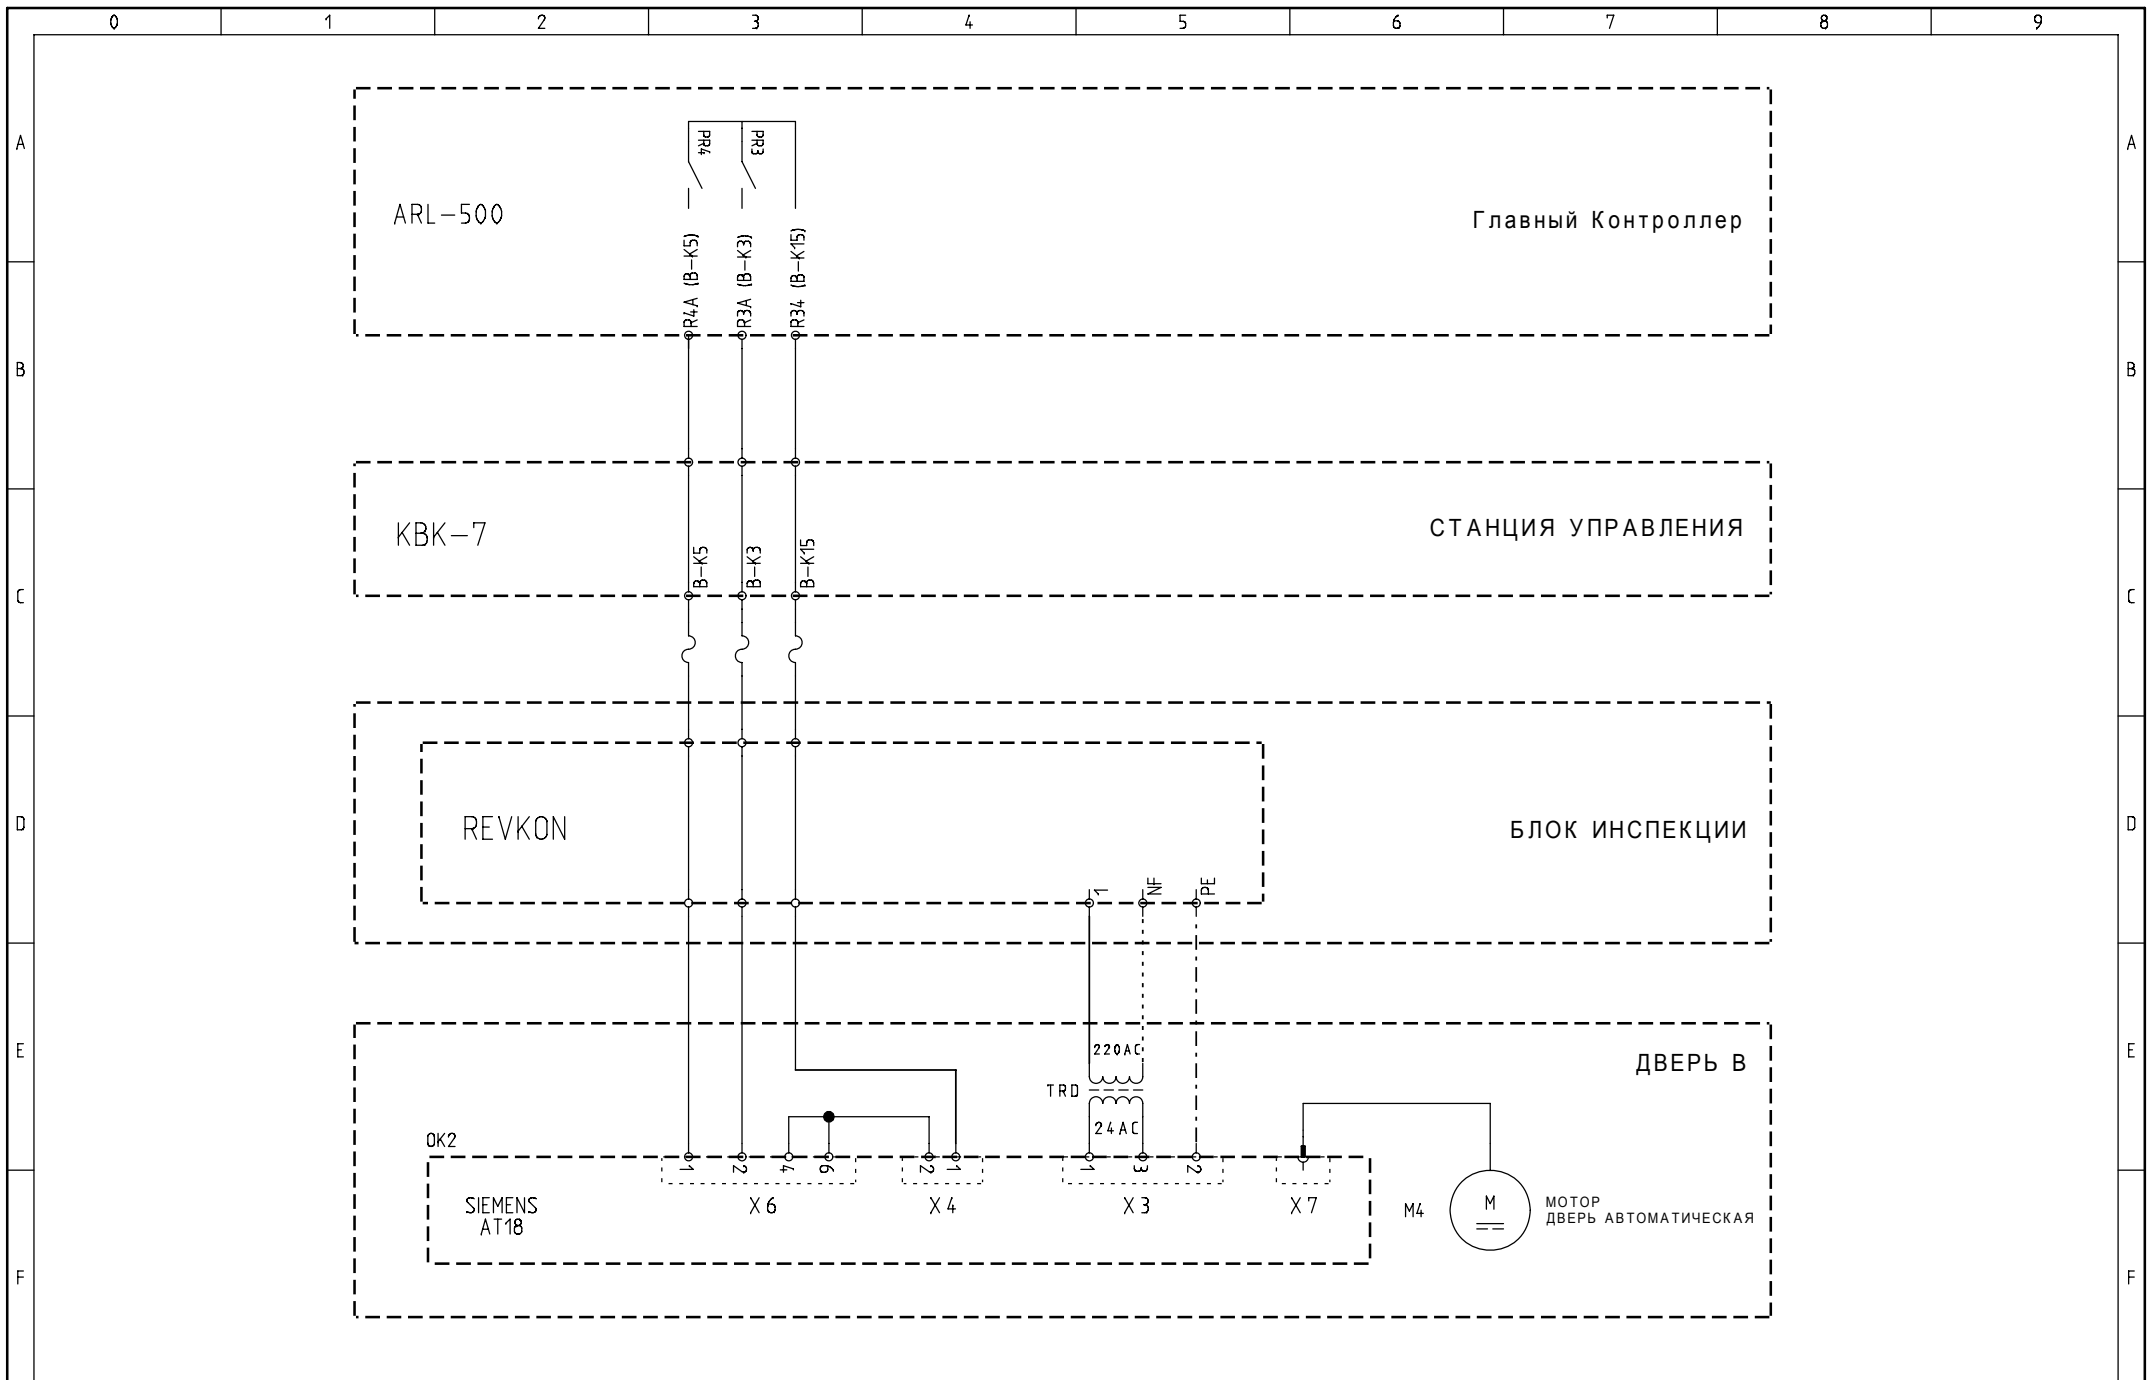 0 1 2 3 4 5 6 7 8 9
A A
PR4 PR3
ARL-500
Главный Контроллер
R4A (B-K5)
R3A (B-K3)
R34 (B-K15)
B B
KBK-7
СТАНЦИЯ УПРАВЛЕНИЯ
B-K5
B-K3
B-K15
C C
REVKON
БЛОК ИНСПЕКЦИИ
D D
1 NF PE
E E
220AC
ДВЕРЬ В
TRD
24AC
OK2
1 2 4 6 2 1 1 3 2
SIEMENS
AT18
X6 X4 X3 X7
M4
M
МОТОР
ДВЕРЬ АВТОМАТИЧЕСКАЯ
F F